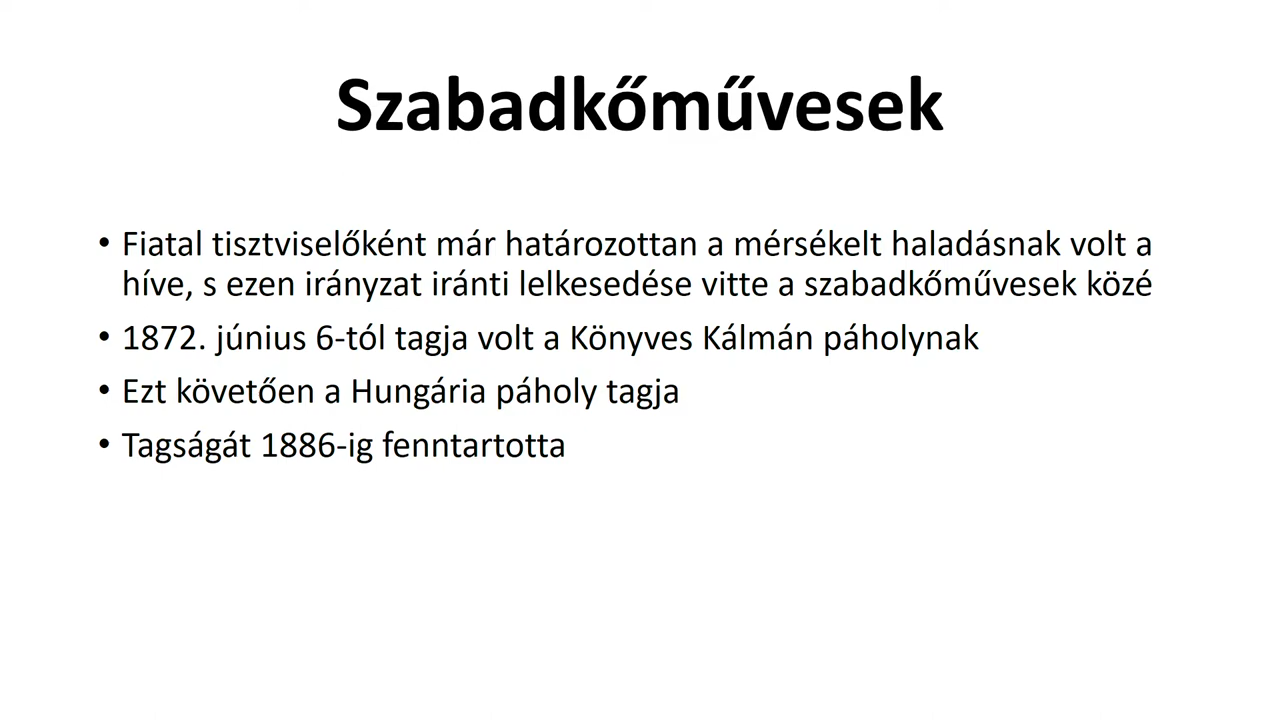 Szabadkőművesek
• Fiatal tisztviselőként már határozottan a mérsékelt haladásnak volt a
híve, s ezen irányzat iránti lelkesedése vitte a szabadkőművesek közé
• 1872. június 6-tól tagja volt a Könyves Kálmán páholynak
• Ezt követően a Hungária páholy tagja
• Tagságát 1886-ig fenntartotta